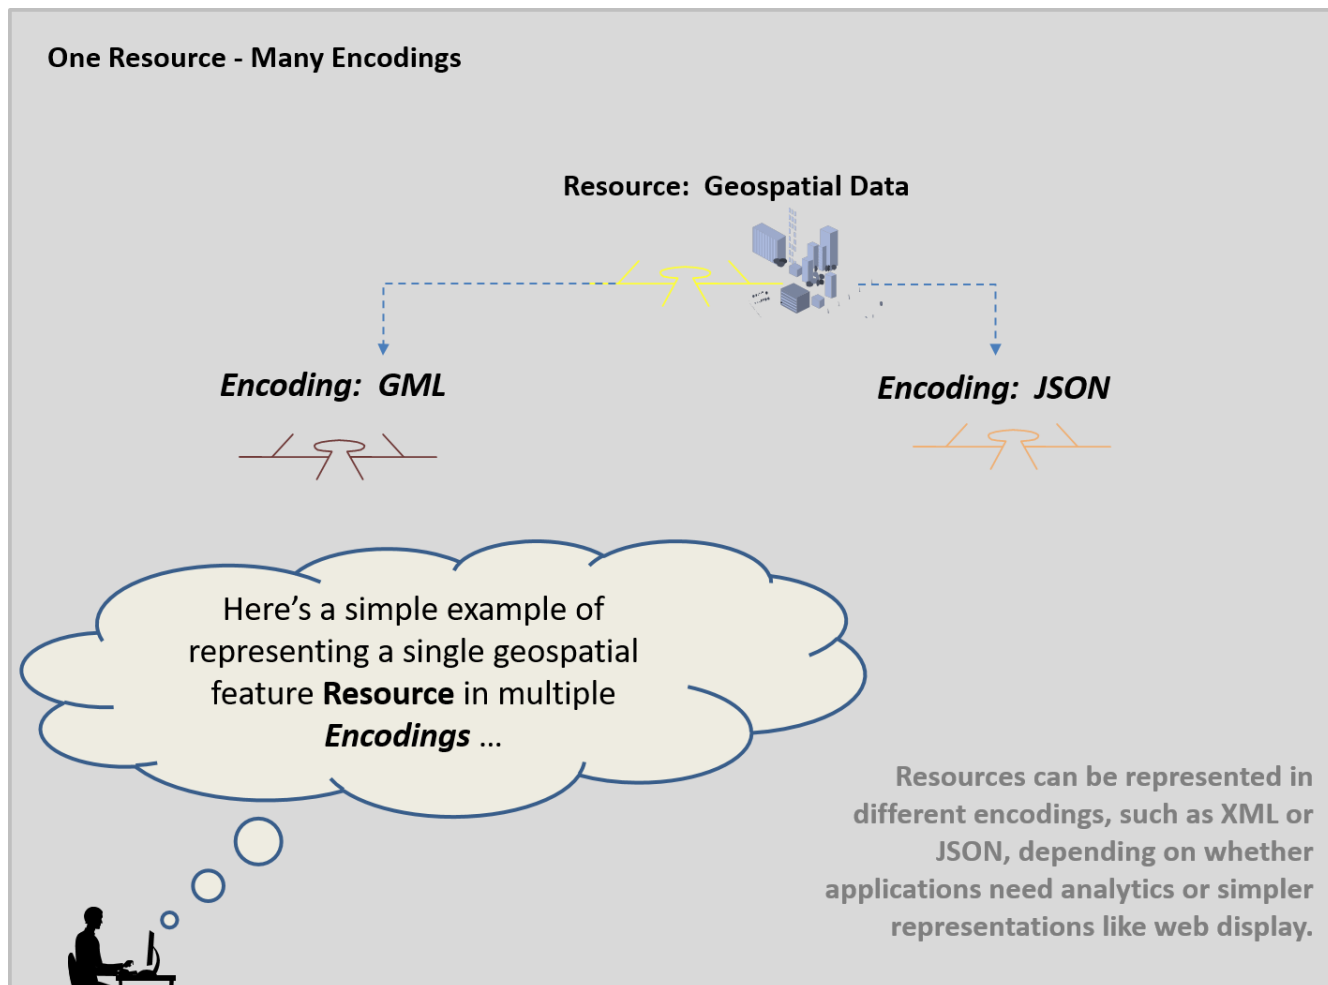 One Resource - Many Encodings
Resource:  Geospatial Data
Encoding:  GML
Encoding:  JSON
Here’s a simple example of
representing a single geospatial
feature Resource in multiple
Encodings ...
Resources can be represented in
different encodings, such as XML or
JSON, depending on whether
applications need analytics or simpler
representations like web display.